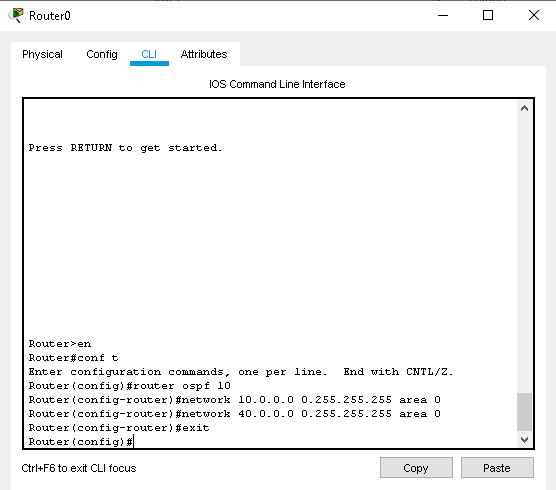 Router0
Physical Config CLI Attributes
IOS Command Line Interface
Press RETURN to get started.
Router>en
Router#conf t
Enter configuration commands, one per line.  End with CNTL/Z.
Router(config)#router ospf 10
Router(config-router)#network 10.0.0.0 0.255.255.255 area 0
Router(config-router)#network 40.0.0.0 0.255.255.255 area 0
Router(config-router)#exit
Router(config)#
Ctrl+F6 to exit CLI focus
Copy Paste